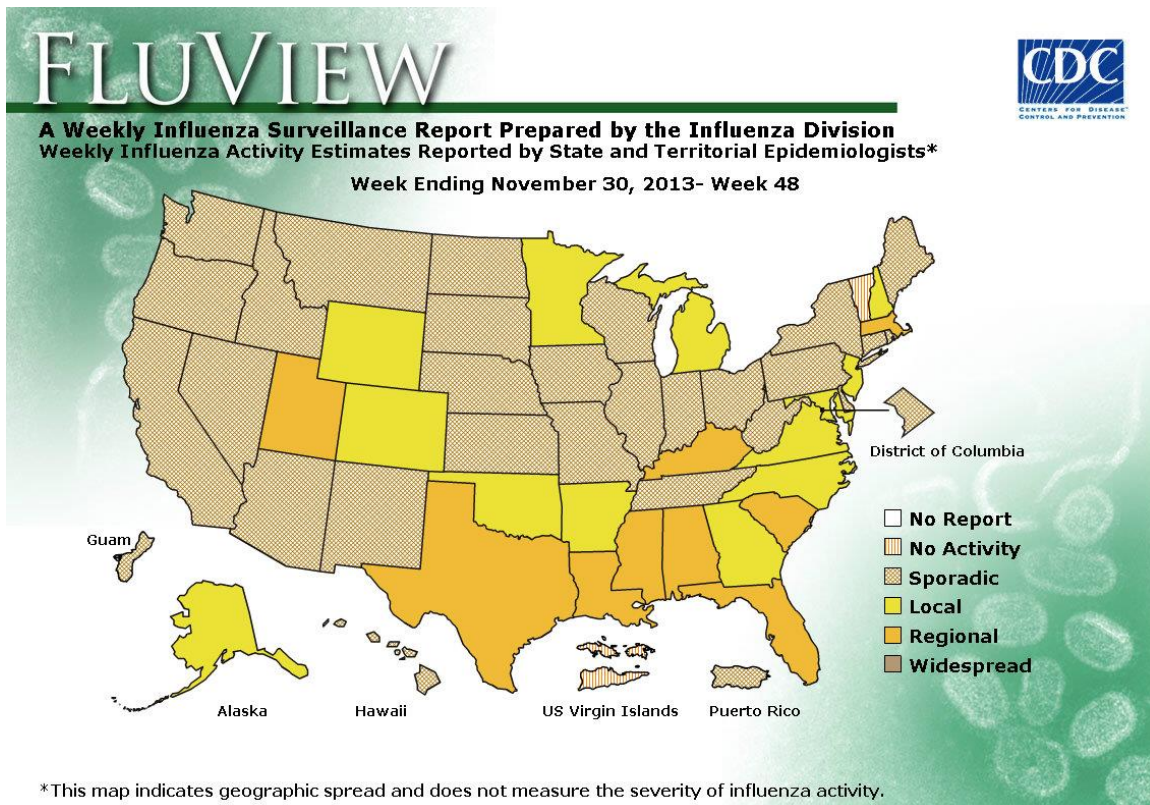 FLUVIEW
CDC
CENTERS FOR DISEASE™
CONTROL AND PREVENTION
A Weekly Influenza Surveillance Report Prepared by the Influenza Division
Weekly Influenza Activity Estimates Reported by State and Territorial Epidemiologists*
Week Ending November 30, 2013- Week 48
District of Columbia
No Report
No Activity
Sporadic
Local
Regional
Widespread
Guam
Alaska
Hawaii
US Virgin Islands
Puerto Rico
*This map indicates geographic spread and does not measure the severity of influenza activity.